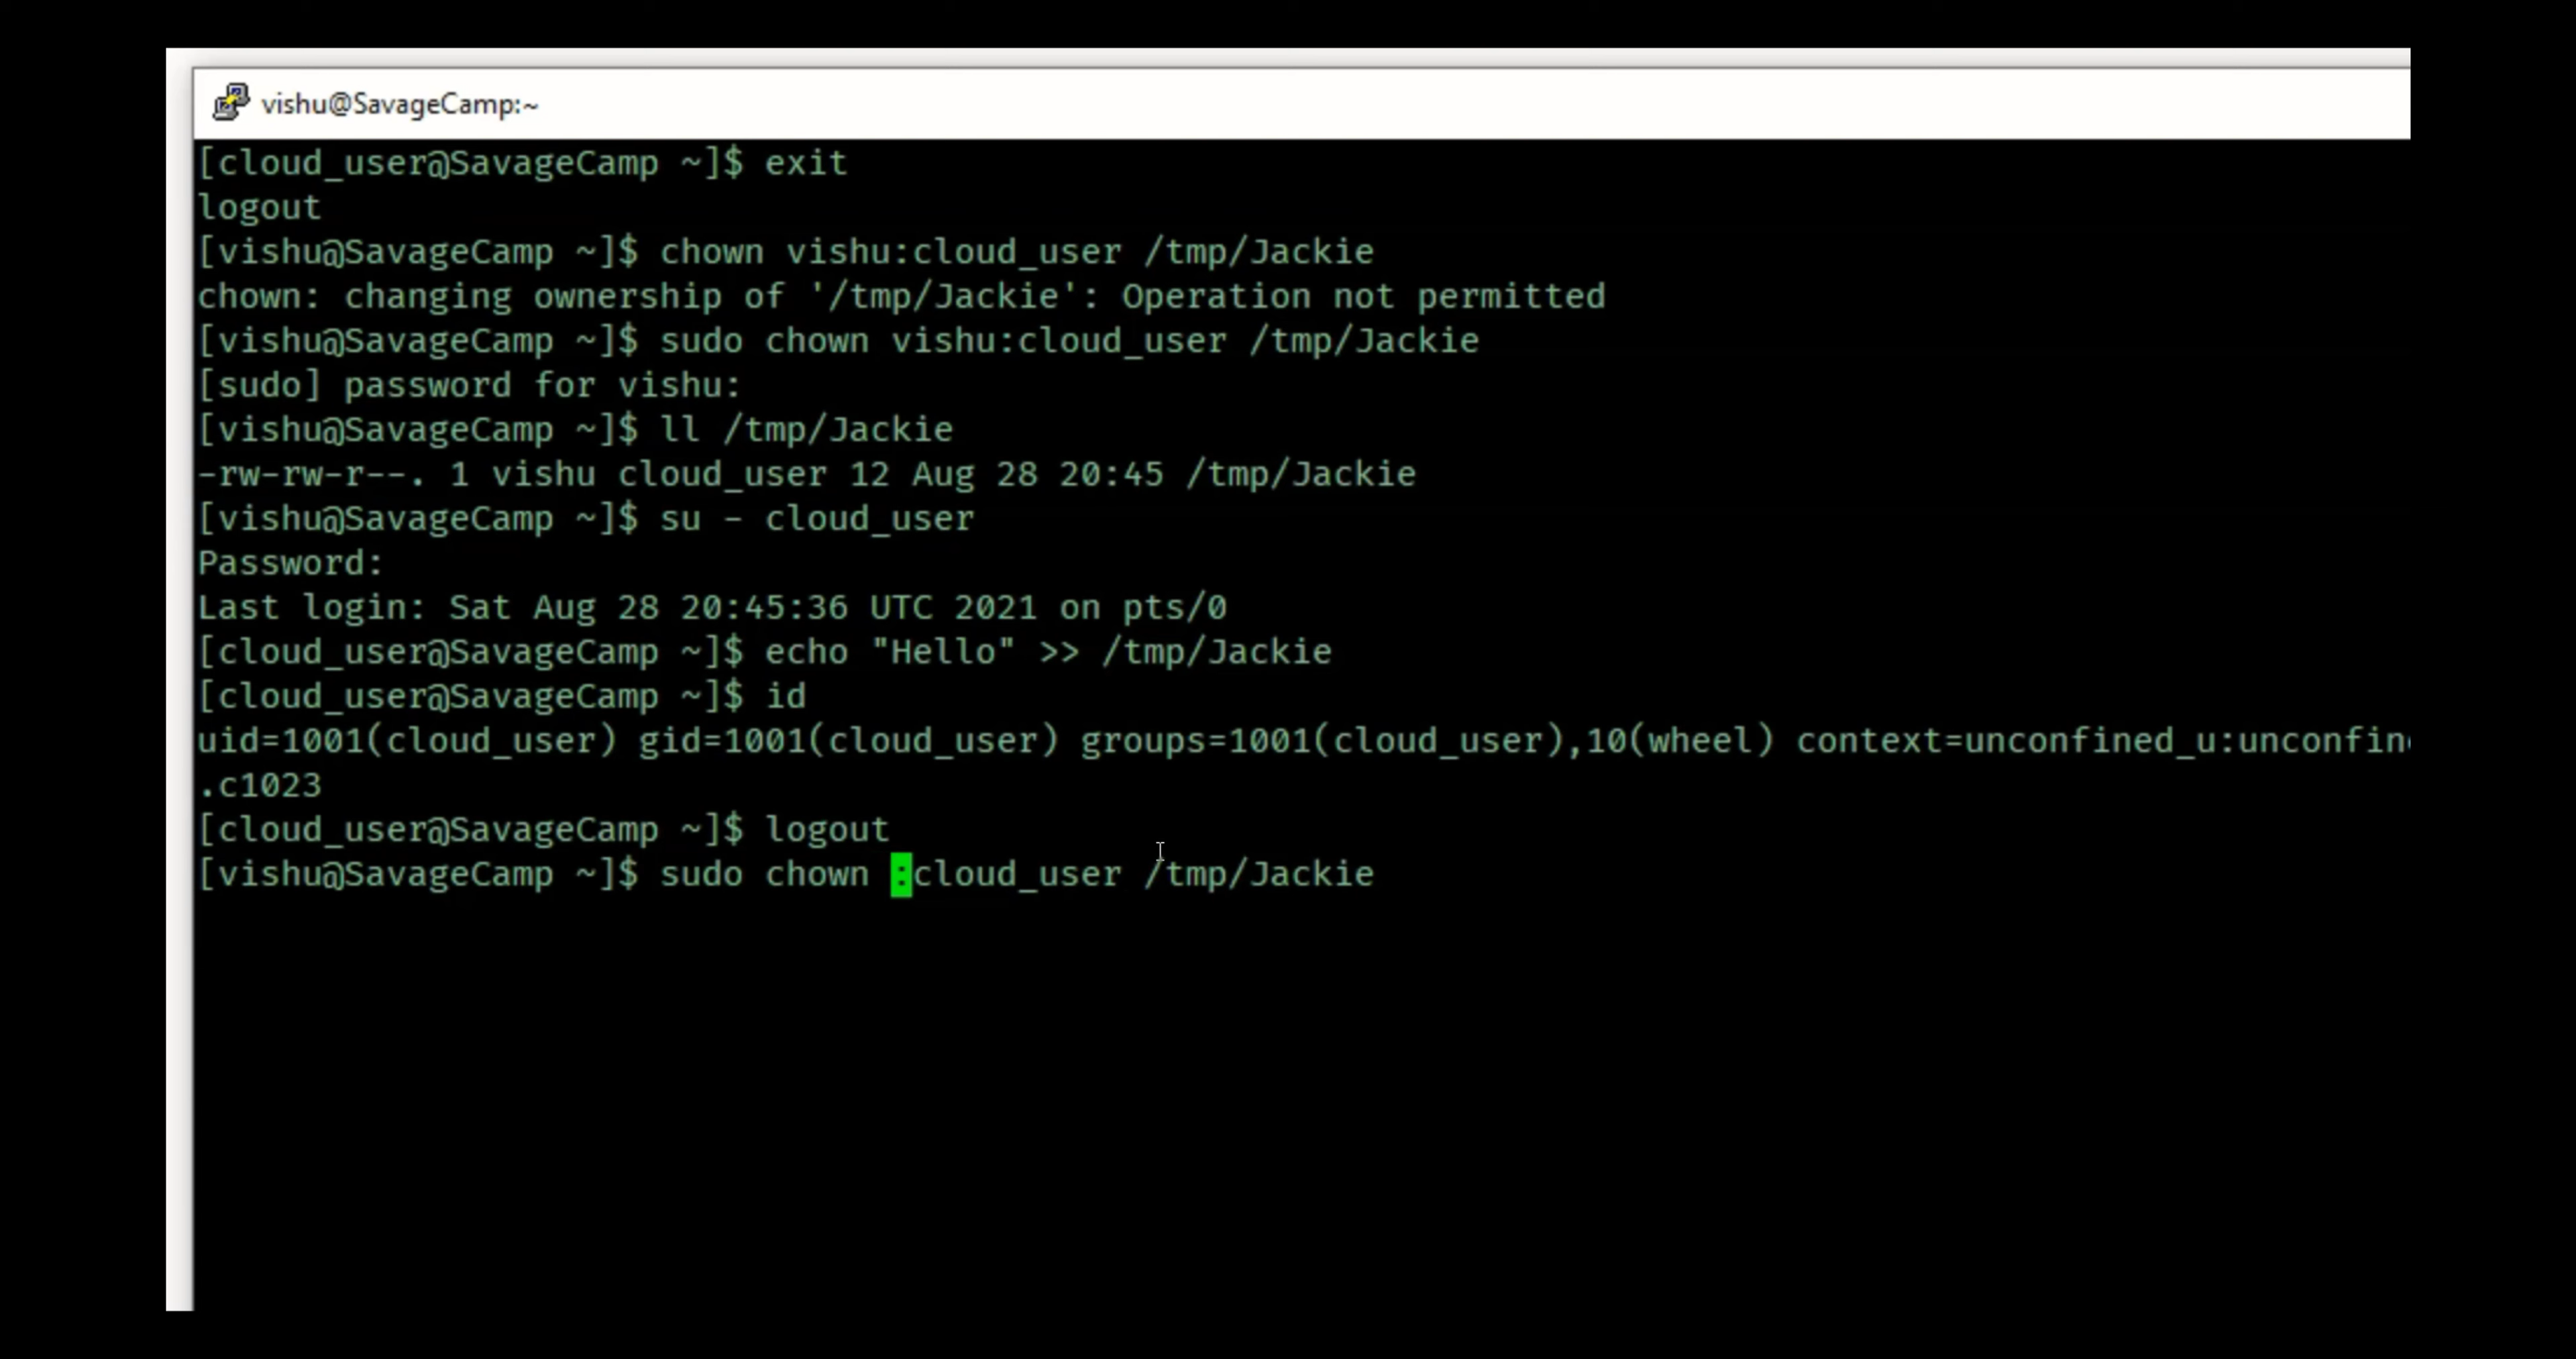 vishu@SavageCamp:~
[cloud_user@SavageCamp ~]$ exit
logout
[vishu@SavageCamp ~]$ chown vishu:cloud_user /tmp/Jackie
chown: changing ownership of '/tmp/Jackie': Operation not permitted
[vishu@SavageCamp ~]$ sudo chown vishu:cloud_user /tmp/Jackie
[sudo] password for vishu:
[vishu@SavageCamp ~]$ ll /tmp/Jackie
-rw-rw-r--. 1 vishu cloud_user 12 Aug 28 20:45 /tmp/Jackie
[vishu@SavageCamp ~]$ su - cloud_user
Password:
Last login: Sat Aug 28 20:45:36 UTC 2021 on pts/0
[cloud_user@SavageCamp ~]$ echo "Hello" >> /tmp/Jackie
[cloud_user@SavageCamp ~]$ id
uid=1001(cloud_user) gid=1001(cloud_user) groups=1001(cloud_user),10(wheel) context=unconfined_u:unconfin
.c1023
[cloud_user@SavageCamp ~]$ logout
[vishu@SavageCamp ~]$ sudo chown :cloud_user /tmp/Jackie